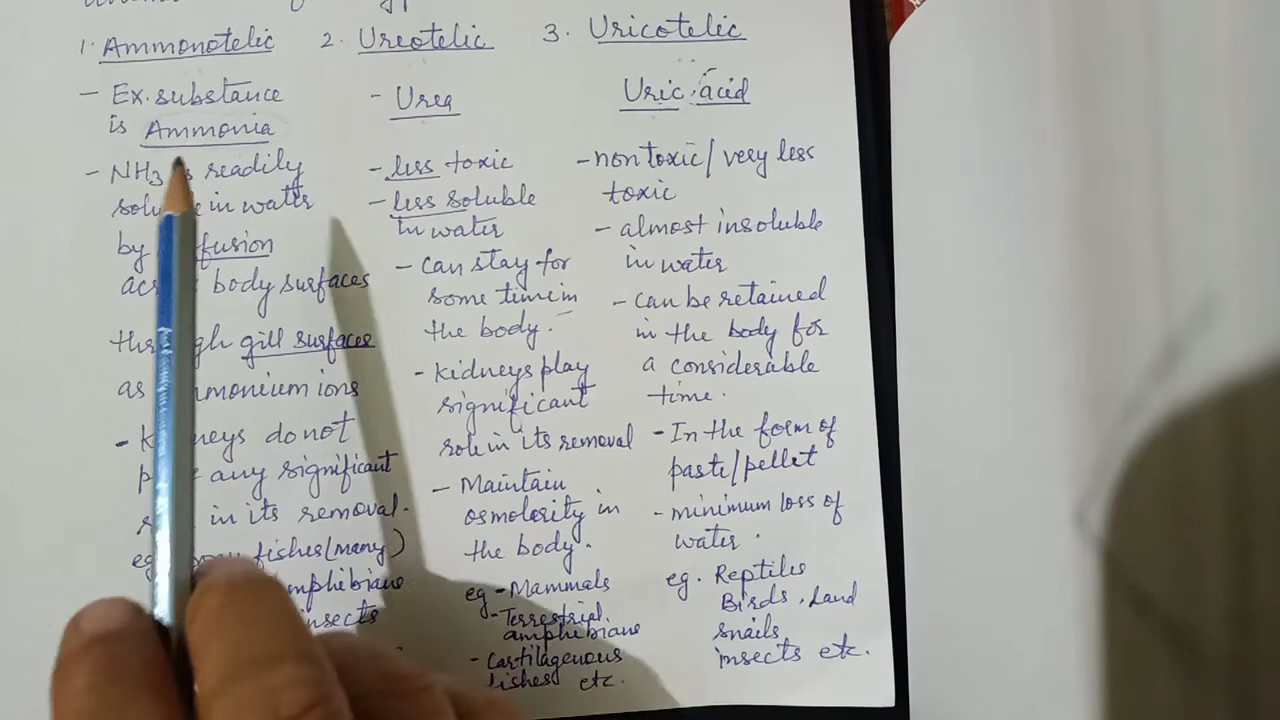 1. Ammonotelic
- Ex. substance
is Ammonia
- NH3 readily
in water
by
body surfaces
gill surfaces
as ions
- do not
any significant
in its removal.
eg fishes (many)
insects
2. Ureotelic
- Urea
- less toxic
- less soluble
in water
- can stay for
some time in
the body.
- kidneys play
significant
role in its removal
- Maintain
osmolority in
the body.
eg - Mammals
- Terrestrial
amphibians
- Cartilagenous
fishes etc.
3. Uricotelic
Uric acid
- non toxic / very less
toxic
- almost insoluble
in water
- can be retained
in the body for
a considerable
time.
- In the form of
paste/pellet
- minimum loss of
water.
eg. Reptiles
Birds, Land
snails
insects etc.